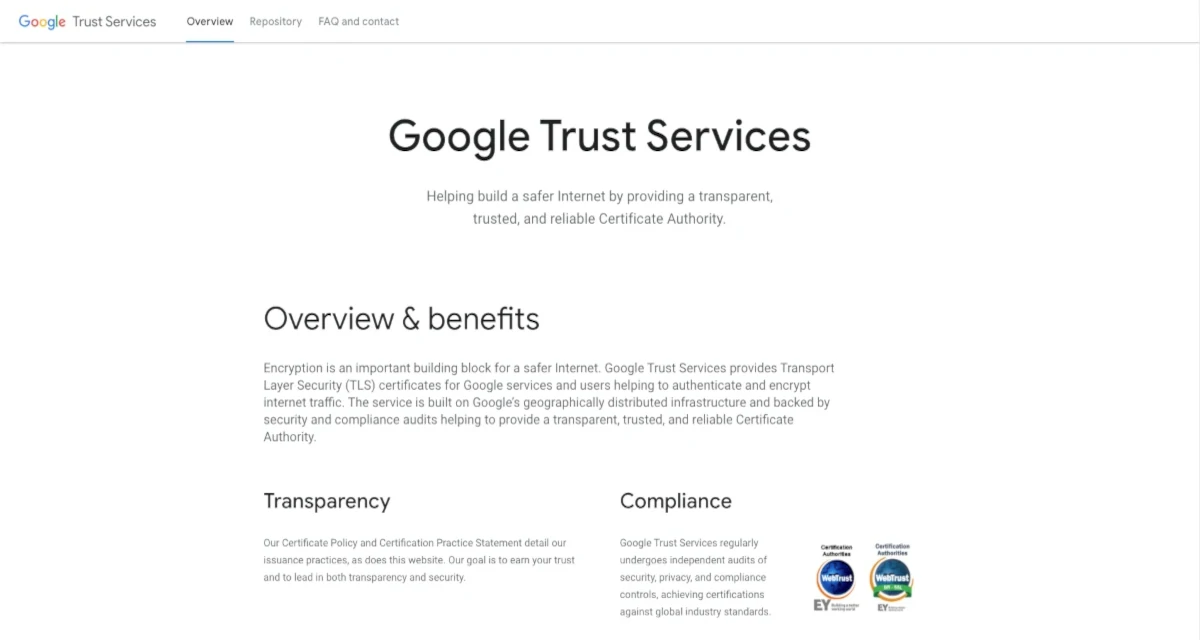 Google Trust Services Overview Repository FAQ and contact
Google Trust Services
Helping build a safer Internet by providing a transparent,
trusted, and reliable Certificate Authority.
Overview & benefits
Encryption is an important building block for a safer Internet. Google Trust Services provides Transport
Layer Security (TLS) certificates for Google services and users helping to authenticate and encrypt
internet traffic. The service is built on Google's geographically distributed infrastructure and backed by
security and compliance audits helping to provide a transparent, trusted, and reliable Certificate
Authority.
Transparency
Our Certificate Policy and Certification Practice Statement detail our
issuance practices, as does this website. Our goal is to earn your trust
and to lead in both transparency and security.
Compliance
Google Trust Services regularly
undergoes independent audits of
security, privacy, and compliance
controls, achieving certifications
against global industry standards.
Certification
Authorities
WebTrust
EY
Certification
Authorities
WebTrust
EY